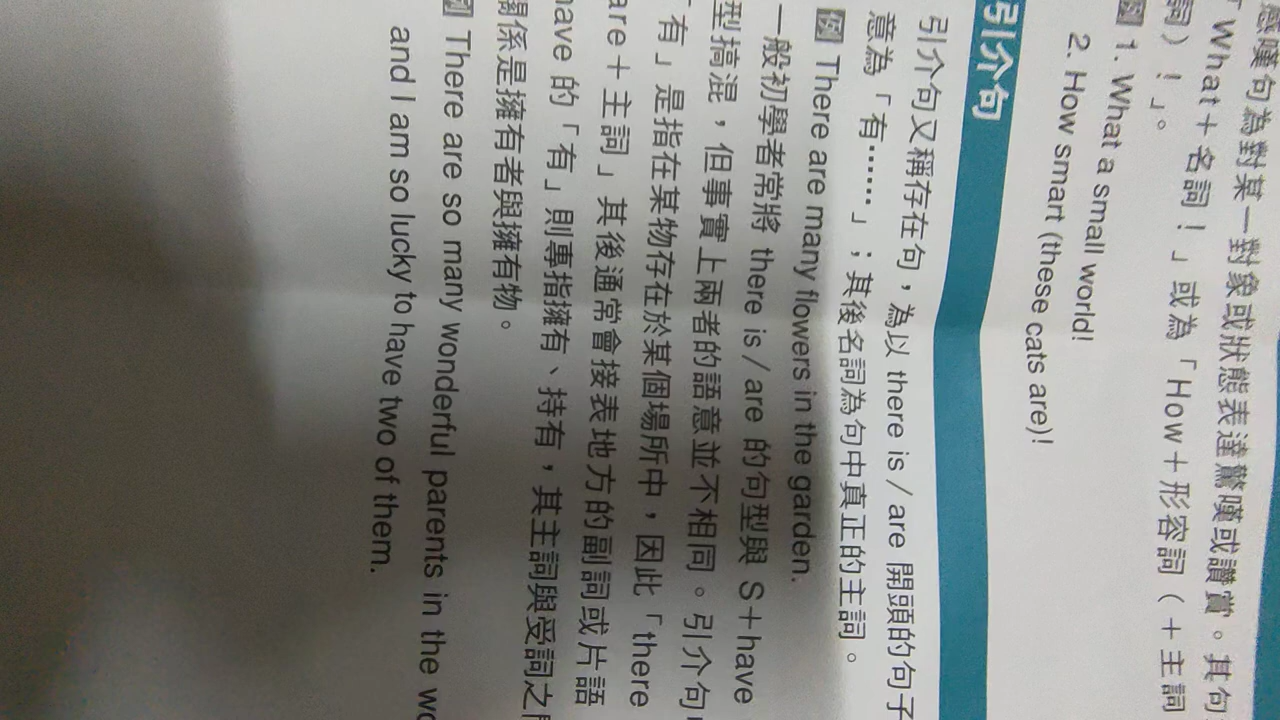 感嘆句為對某一對象或狀態表達驚嘆或讚賞。其句
「What＋名詞！」或為「How＋形容詞（＋主詞
詞）！」。
例 1. What a small world!
2. How smart (these cats are)!
引介句
引介句又稱存在句，為以 there is / are 開頭的句子
意為「有……」；其後名詞為句中真正的主詞。
例 There are many flowers in the garden.
一般初學者常將 there is / are 的句型與 S＋have
型搞混，但事實上兩者的語意並不相同。引介句
「有」是指在某物存在於某個場所中，因此「there
are＋主詞」其後通常會接表地方的副詞或片語
have 的「有」則專指擁有、持有，其主詞與受詞之
關係是擁有者與擁有物。
例 There are so many wonderful parents in the
and I am so lucky to have two of them.